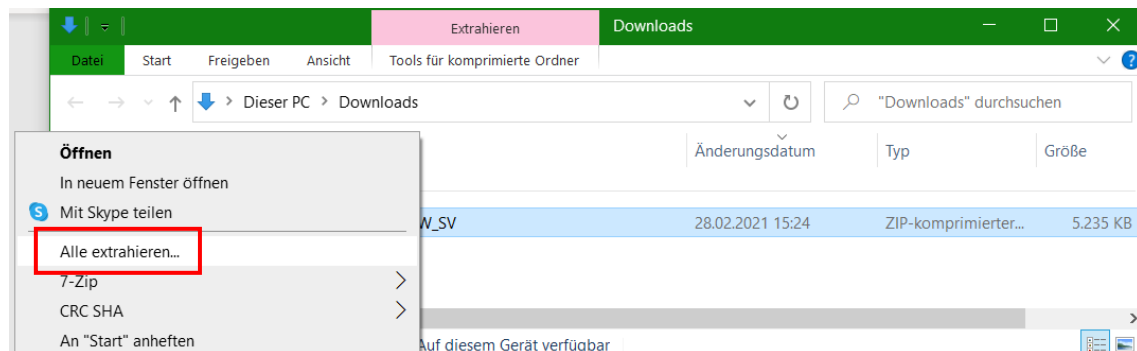 Extrahieren Downloads
Datei Start Freigeben Ansicht Tools für komprimierte Ordner ?
> Dieser PC > Downloads "Downloads" durchsuchen
Änderungsdatum Typ Größe
Öffnen
In neuem Fenster öffnen
S Mit Skype teilen
W_SV 28.02.2021 15:24 ZIP-komprimierter... 5.235 KB
Alle extrahieren...
7-Zip
CRC SHA
An "Start" anheften
Auf diesem Gerät verfügbar